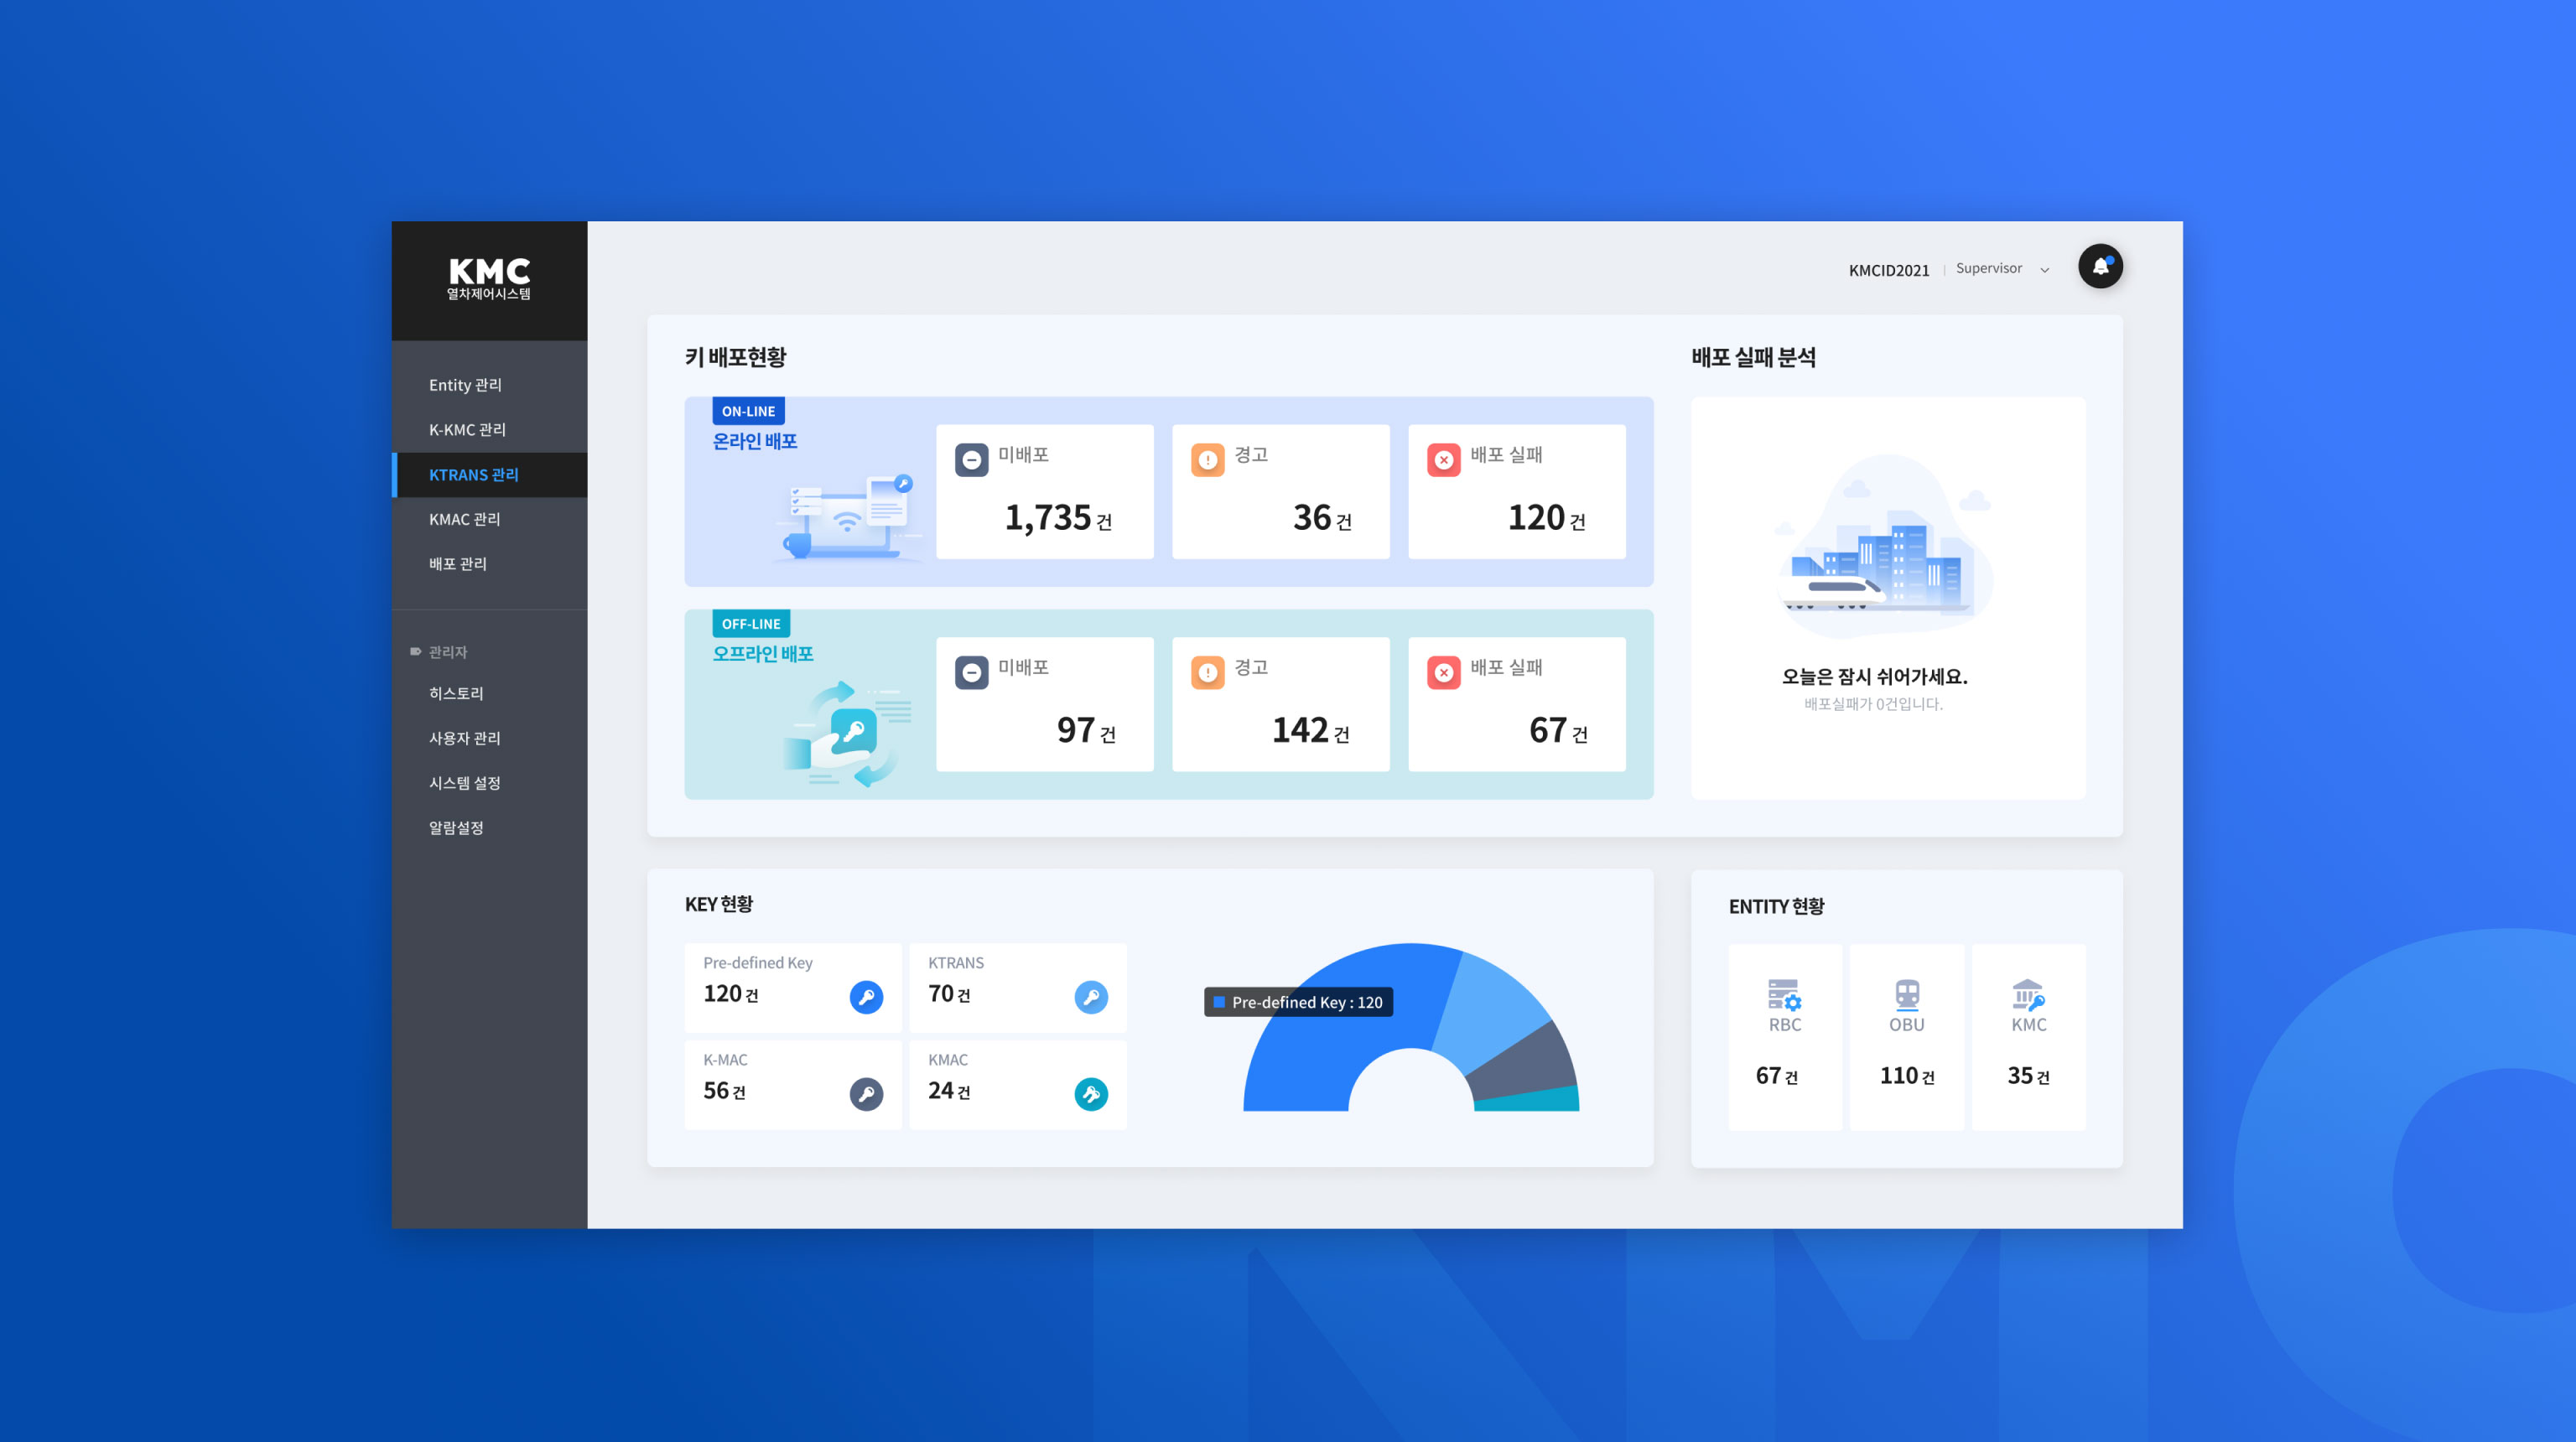 KMC
열차제어시스템
Entity 관리
K-KMC 관리
KTRANS 관리
KMAC 관리
배포 관리
관리자
히스토리
사용자 관리
시스템 설정
알람설정
KMCID2021 | Supervisor
키 배포현황
ON-LINE
온라인 배포
미배포
1,735 건
경고
36 건
배포 실패
120 건
OFF-LINE
오프라인 배포
미배포
97 건
경고
142 건
배포 실패
67 건
배포 실패 분석
오늘은 잠시 쉬어가세요.
배포실패가 0건입니다.
KEY 현황
Pre-defined Key
120 건
KTRANS
70 건
K-MAC
56 건
KMAC
24 건
Pre-defined Key : 120
ENTITY 현황
RBC
67 건
OBU
110 건
KMC
35 건
KMC